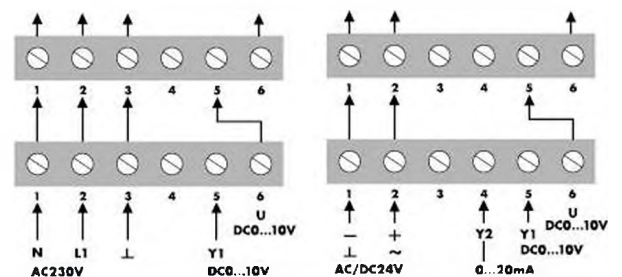 1 2 3 4 5 6
1 2 3 4 5 6
U
DC0...10V
N L1 ⊥ Y1
AC230V DC0...10V
1 2 3 4 5 6
1 2 3 4 5 6
U
DC0...10V
− + Y2 Y1
⊥ ~ DC0...10V
AC/DC24V 0...20mA